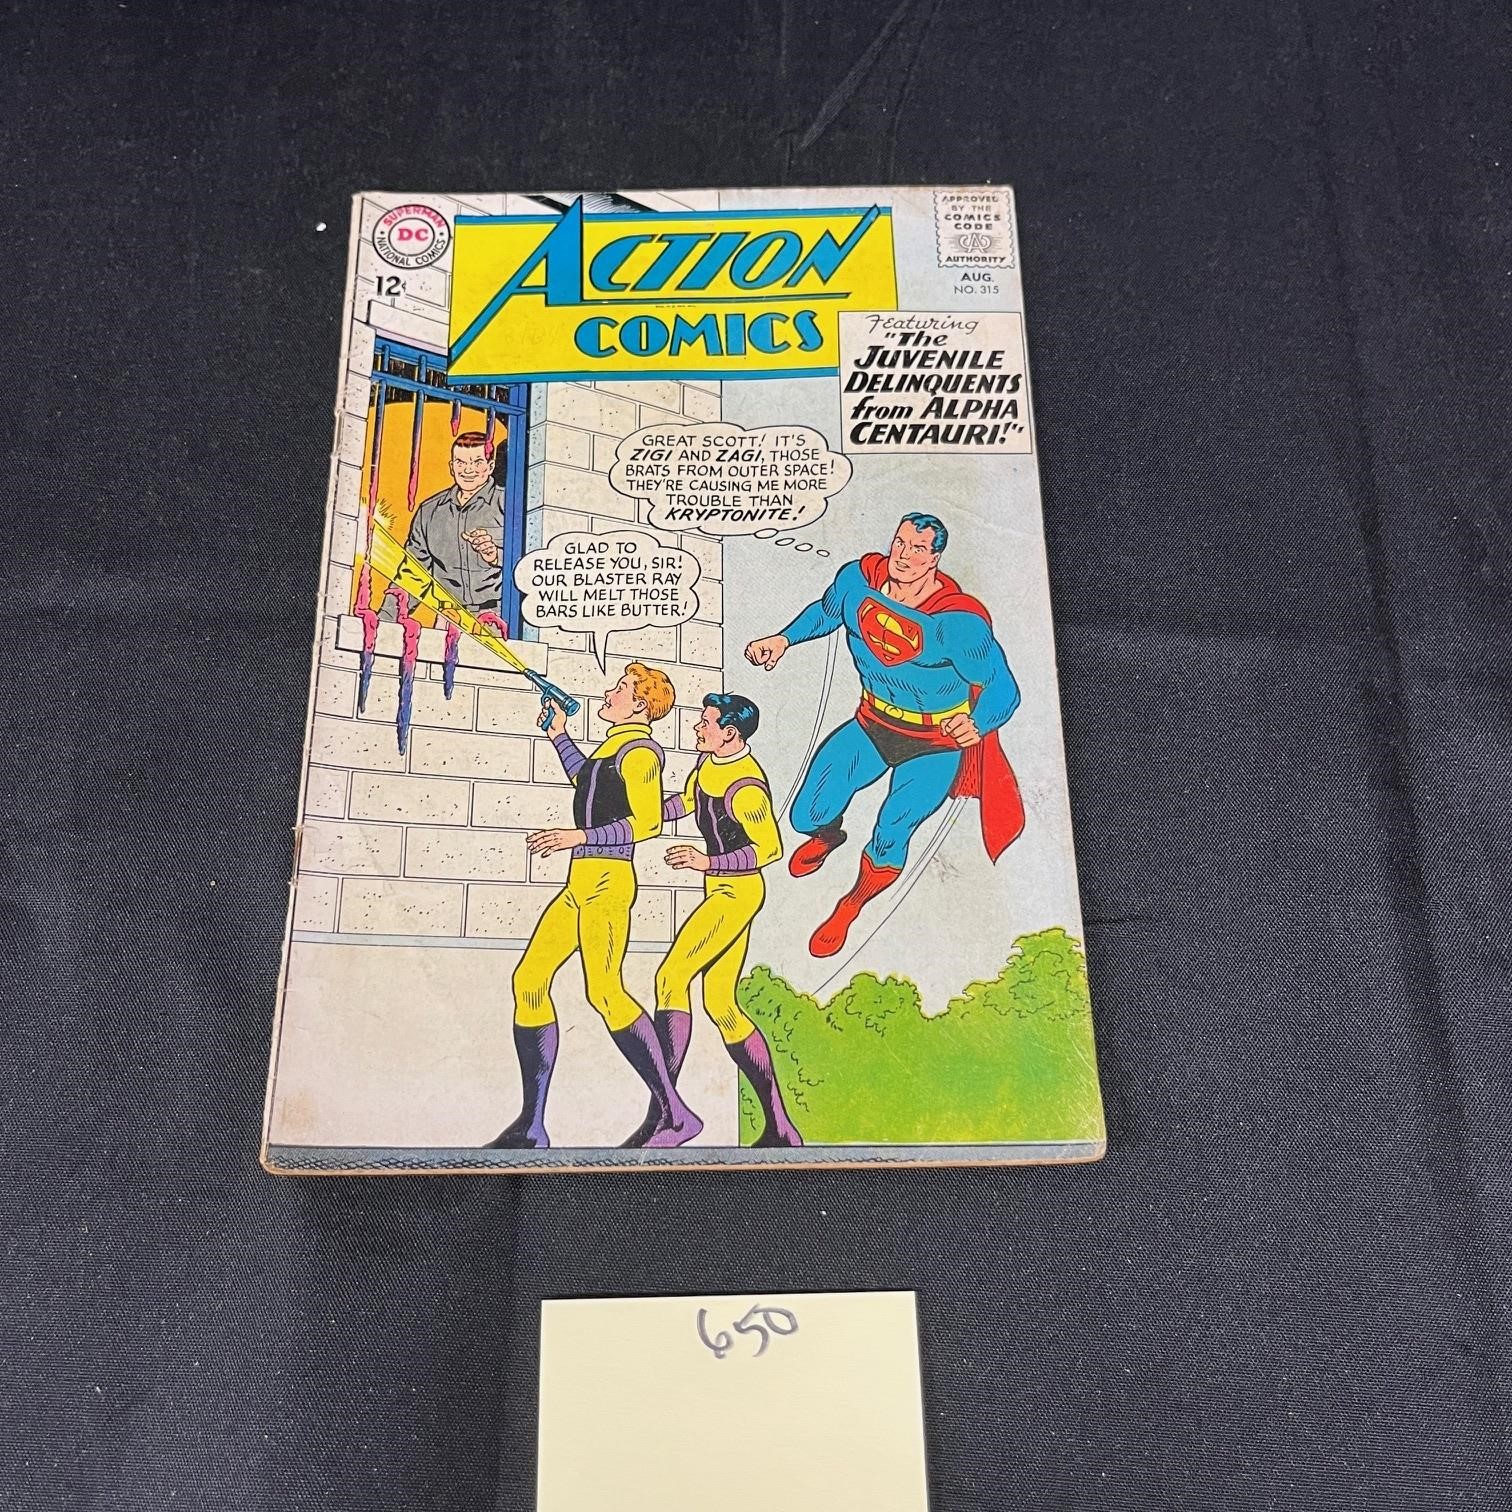 SUPERMAN
DC
NATIONAL COMICS
12¢
ACTION
COMICS
APPROVED
BY THE
COMICS
CODE
AUTHORITY
AUG.
NO. 315
Featuring
"The
JUVENILE
DELINQUENTS
from ALPHA
CENTAURI!"
GREAT SCOTT! IT'S
ZIGI AND ZAGI, THOSE
BRATS FROM OUTER SPACE!
THEY'RE CAUSING ME MORE
TROUBLE THAN
KRYPTONITE!
GLAD TO
RELEASE YOU, SIR!
OUR BLASTER RAY
WILL MELT THOSE
BARS LIKE BUTTER!
S
650